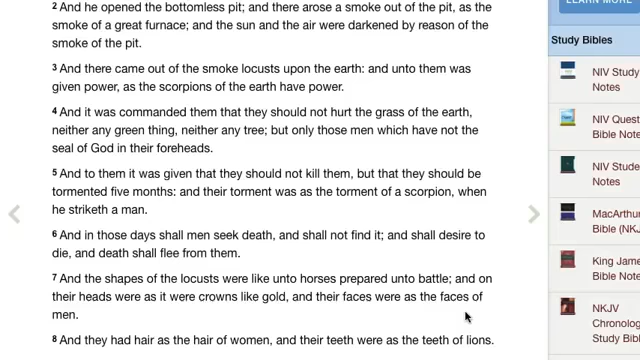 2 And he opened the bottomless pit; and there arose a smoke out of the pit, as the
smoke of a great furnace; and the sun and the air were darkened by reason of the
smoke of the pit.
3 And there came out of the smoke locusts upon the earth: and unto them was
given power, as the scorpions of the earth have power.
4 And it was commanded them that they should not hurt the grass of the earth,
neither any green thing, neither any tree; but only those men which have not the
seal of God in their foreheads.
5 And to them it was given that they should not kill them, but that they should be
tormented five months: and their torment was as the torment of a scorpion, when
he striketh a man.
6 And in those days shall men seek death, and shall not find it; and shall desire to
die, and death shall flee from them.
7 And the shapes of the locusts were like unto horses prepared unto battle; and on
their heads were as it were crowns like gold, and their faces were as the faces of
men.
8 And they had hair as the hair of women, and their teeth were as the teeth of lions.
LEARN MORE
Study Bibles
NIV Study
Notes
NIV Quest
Bible Note
NIV Stude
Notes
MacArthur
Bible (NKJ
King Jame
Bible Note
NKJV
Chronolog
Study Bibl